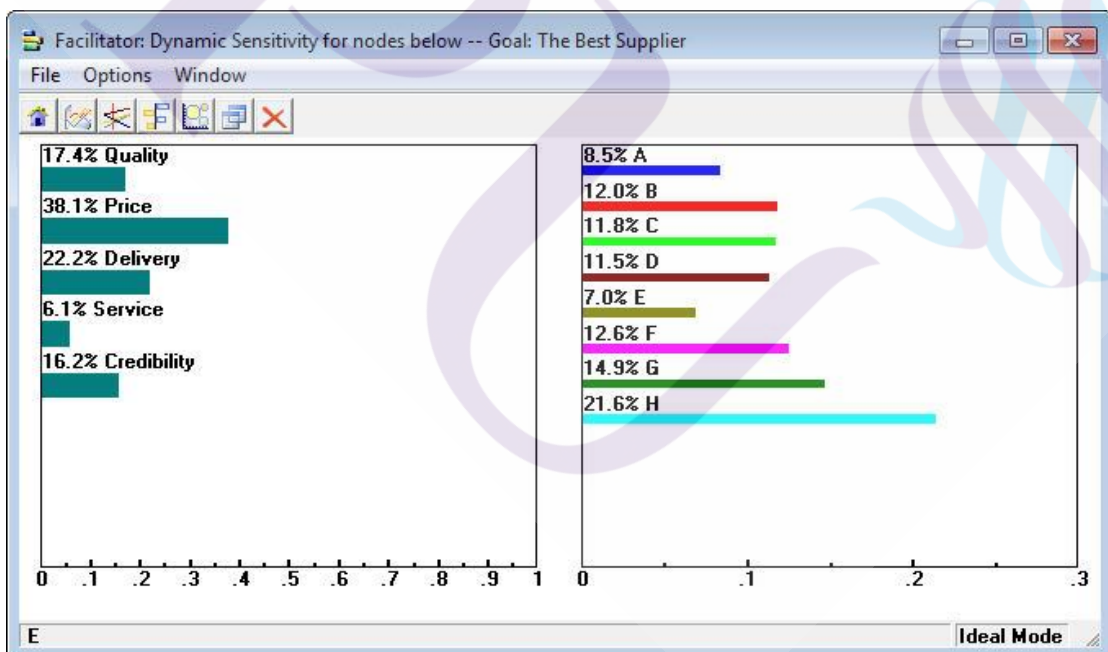 Facilitator: Dynamic Sensitivity for nodes below -- Goal: The Best Supplier
File Options Window
17.4% Quality
38.1% Price
22.2% Delivery
6.1% Service
16.2% Credibility
0 .1 .2 .3 .4 .5 .6 .7 .8 .9 1
8.5% A
12.0% B
11.8% C
11.5% D
7.0% E
12.6% F
14.9% G
21.6% H
0 .1 .2 .3
E Ideal Mode